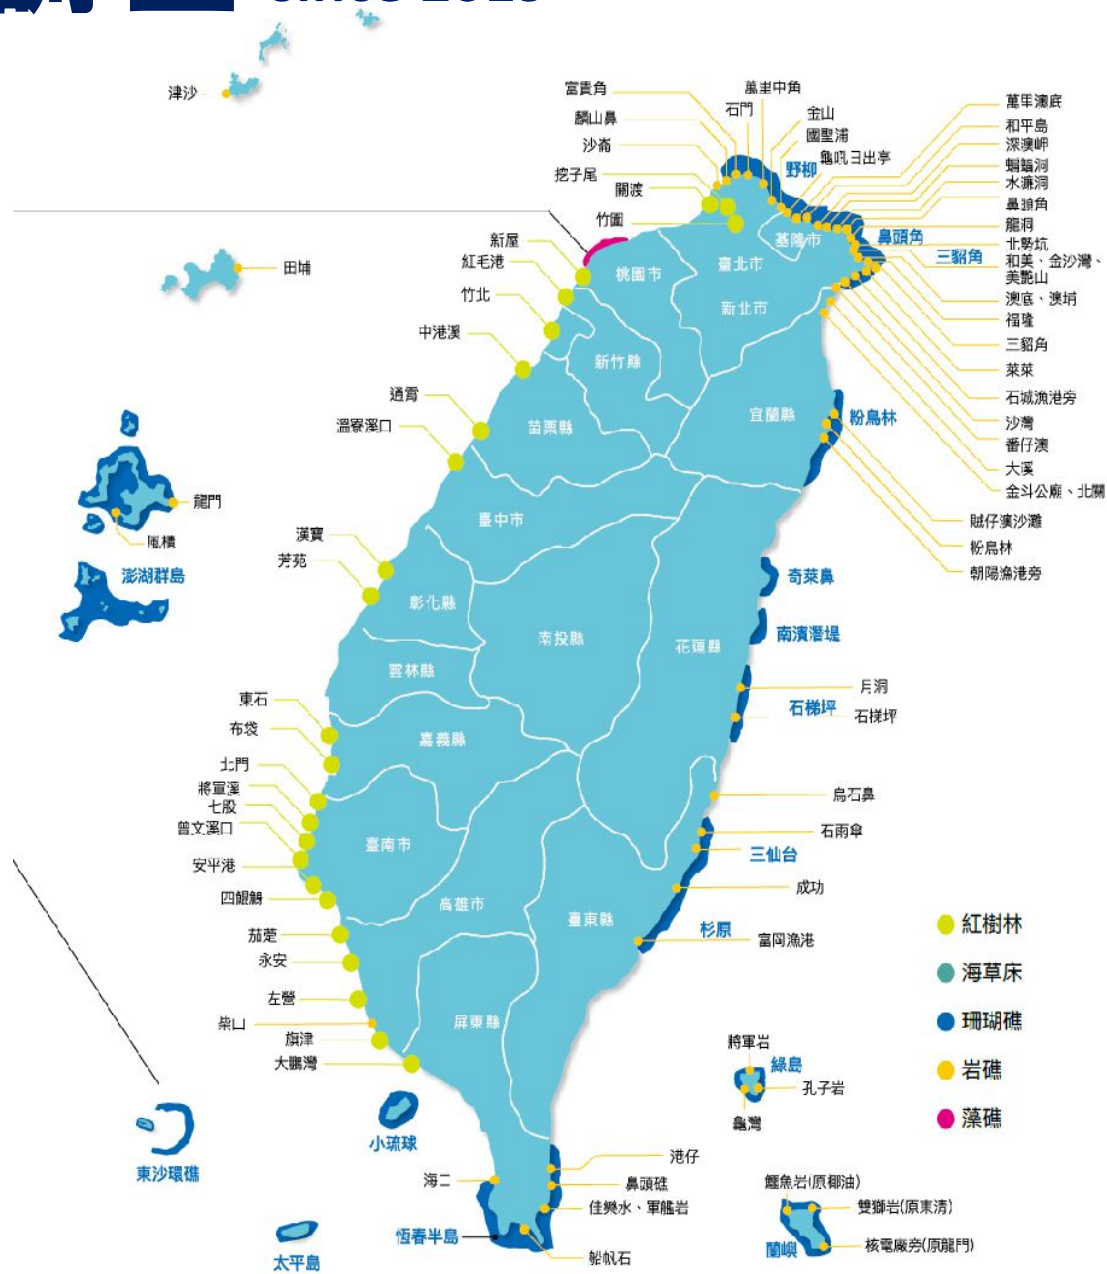 津沙
田埔
龍門
風櫃
澎湖群島
東沙環礁
太平島
小琉球
富貴角
麟山鼻
沙崙
挖子尾
關渡
竹圍
新屋
紅毛港
竹北
中港溪
通霄
溫寮溪口
漢寶
芳苑
東石
布袋
北門
將軍溪
七股
曾文溪口
安平港
四鯤鯓
茄萣
永安
左營
柴山
旗津
大鵬灣
石門
萬里中角
金山
國聖浦
龜吼日出亭
野柳
萬里澳底
和平島
深澳岬
蝙蝠洞
水濂洞
鼻頭角
龍洞
北勢坑
和美、金沙灣、
美艷山
澳底、澳埔
福隆
三貂角
萊萊
石城漁港旁
沙灣
番仔澳
大溪
金斗公廟、北關
賊仔澳沙灘
粉鳥林
朝陽漁港旁
鼻頭角
三貂角
粉鳥林
奇萊鼻
南濱潛堤
石梯坪
月洞
石梯坪
烏石鼻
石雨傘
三仙台
成功
杉原
富岡漁港
基隆市
臺北市
新北市
桃園市
新竹縣
苗栗縣
宜蘭縣
臺中市
彰化縣
南投縣
花蓮縣
雲林縣
嘉義縣
臺南市
高雄市
臺東縣
屏東縣
紅樹林
海草床
珊瑚礁
岩礁
藻礁
將軍岩
綠島
孔子岩
龜灣
鱷魚岩(原椰油)
雙獅岩(原東清)
蘭嶼
核電廠旁(原龍門)
港仔
鼻頭礁
佳樂水、軍艦岩
船帆石
海口
恆春半島